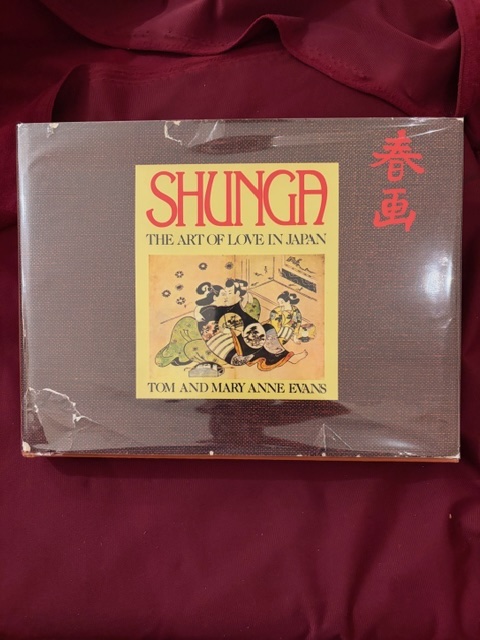 SHUNGA
THE ART OF LOVE IN JAPAN
TOM AND MARY ANNE EVANS
春画